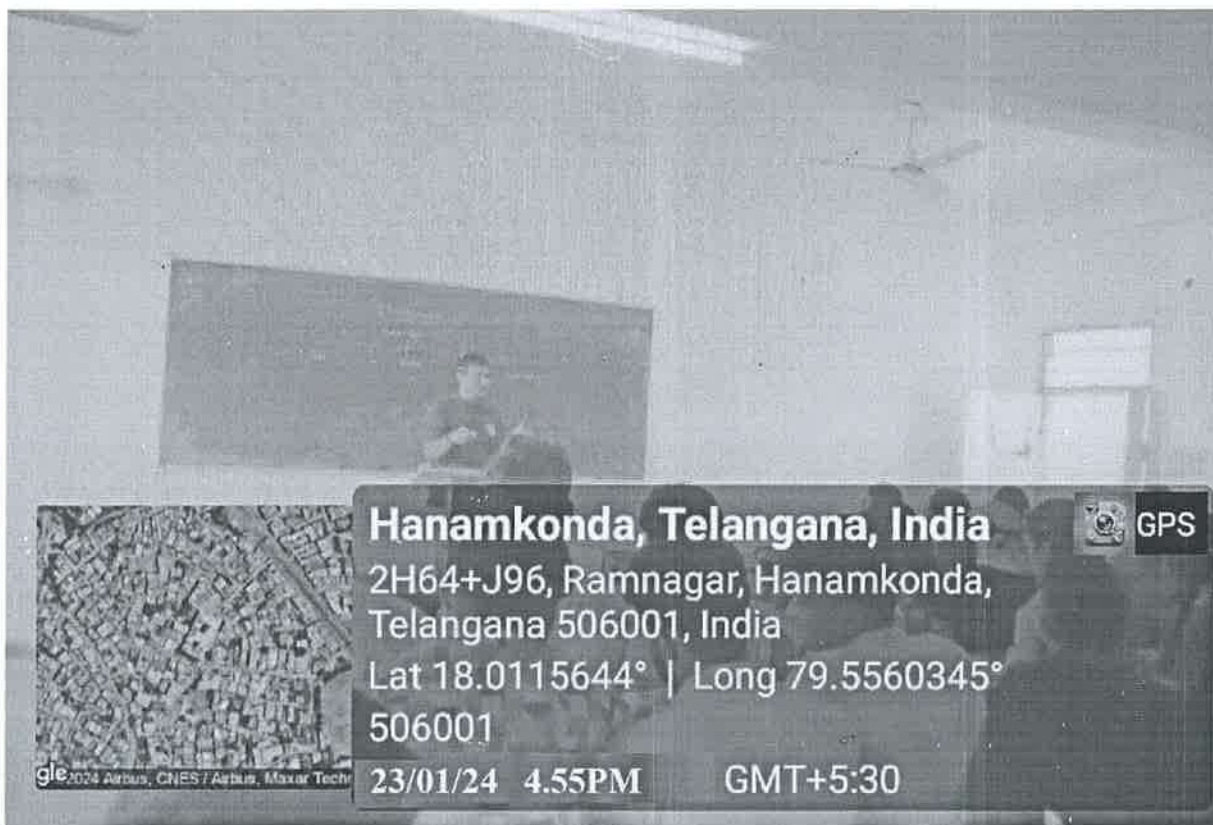 Hanamkonda, Telangana, India
GPS
2H64+J96, Ramnagar, Hanamkonda,
Telangana 506001, India
Lat 18.0115644° | Long 79.5560345°
506001
23/01/24 4.55PM GMT+5:30
gle 2024 Airbus, CNES / Airbus, Maxar Techn